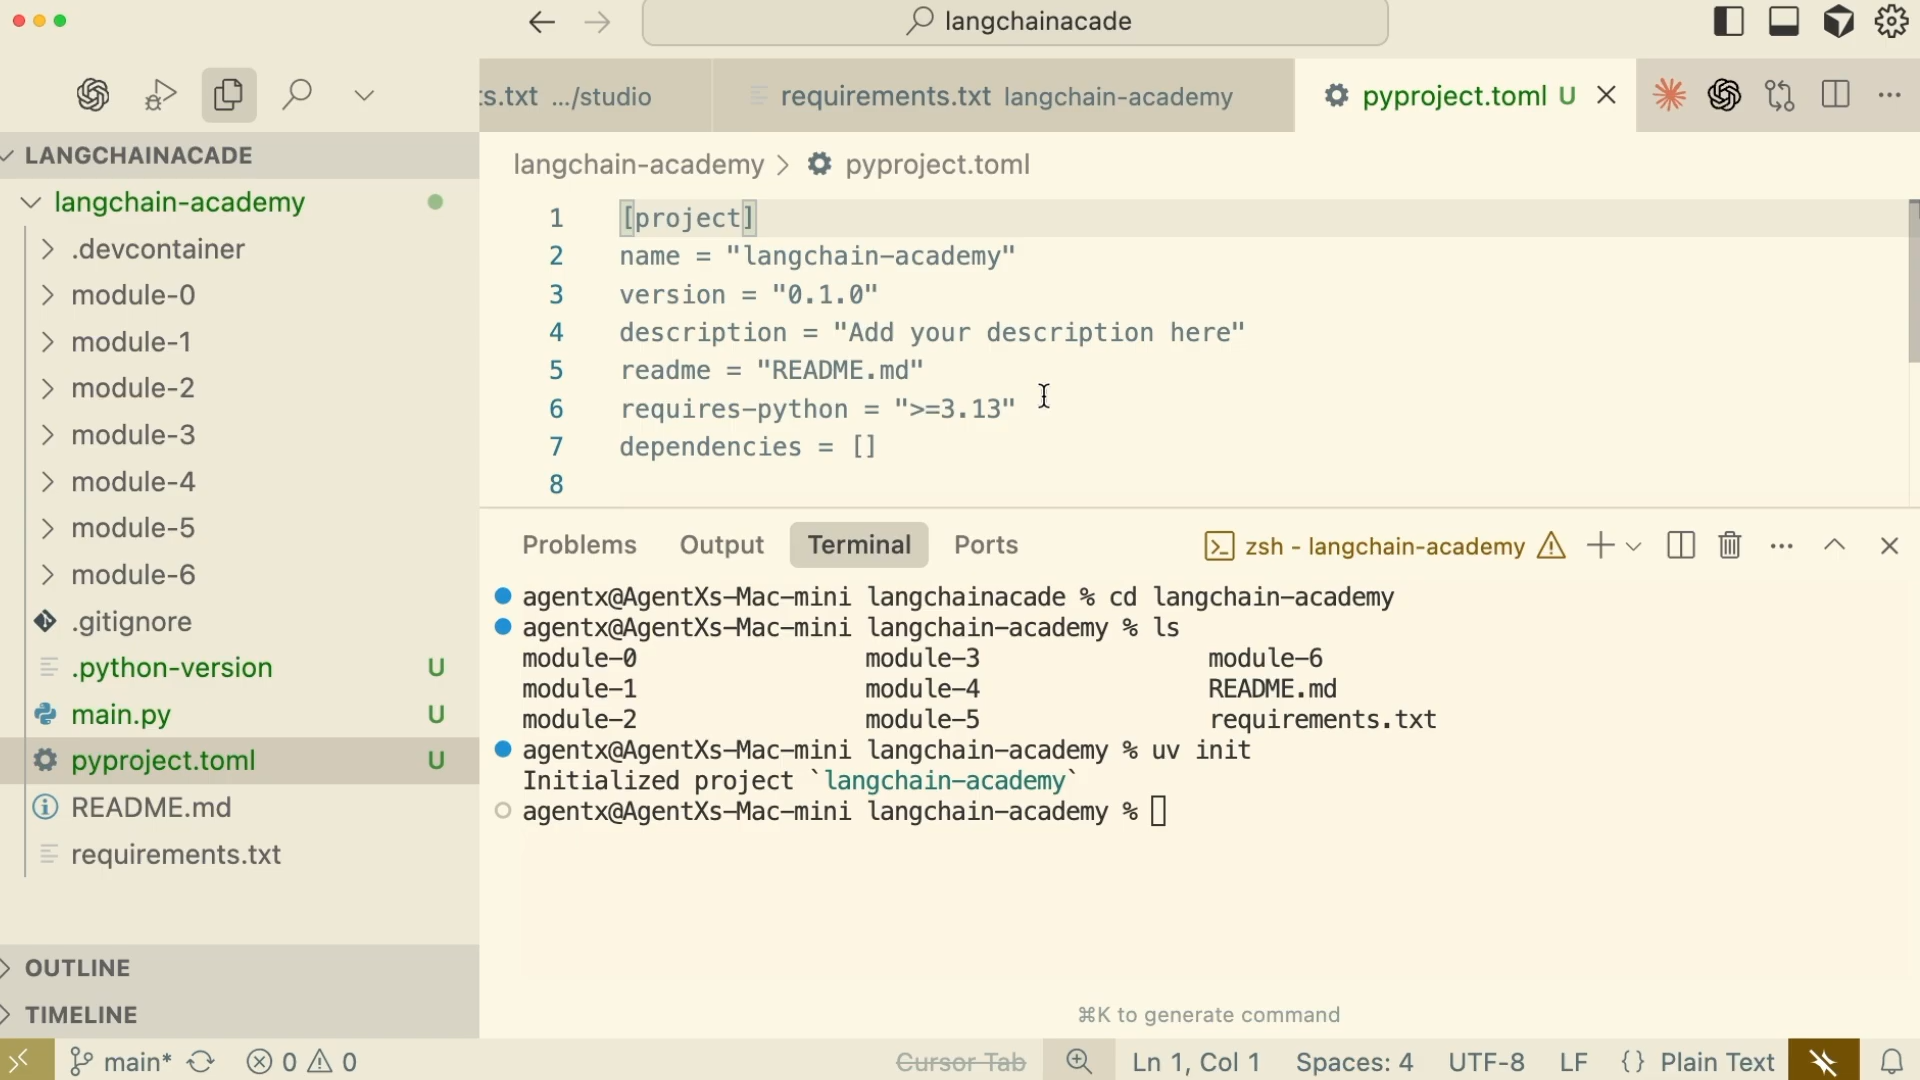 langchainacade
s.txt .../studio
requirements.txt langchain-academy
pyproject.toml U
LANGCHAINACADE
langchain-academy
.devcontainer
module-0
module-1
module-2
module-3
module-4
module-5
module-6
.gitignore
.python-version U
main.py U
pyproject.toml U
README.md
requirements.txt
OUTLINE
TIMELINE
langchain-academy > pyproject.toml
1 [project]
2 name = "langchain-academy"
3 version = "0.1.0"
4 description = "Add your description here"
5 readme = "README.md"
6 requires-python = ">=3.13"
7 dependencies = []
8
Problems Output Terminal Ports zsh - langchain-academy
agentx@AgentXs-Mac-mini langchainacade % cd langchain-academy
agentx@AgentXs-Mac-mini langchain-academy % ls
module-0 module-3 module-6
module-1 module-4 README.md
module-2 module-5 requirements.txt
agentx@AgentXs-Mac-mini langchain-academy % uv init
Initialized project `langchain-academy`
agentx@AgentXs-Mac-mini langchain-academy %
⌘K to generate command
main* 0 0 Cursor Tab Ln 1, Col 1 Spaces: 4 UTF-8 LF {} Plain Text